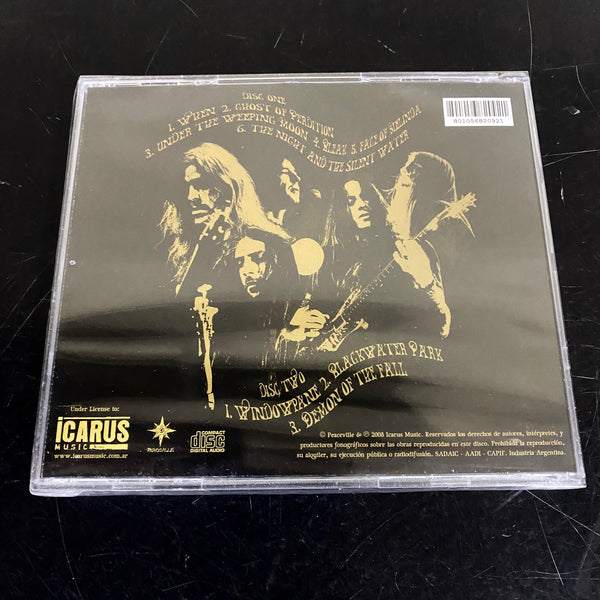 DISC ONE
1. WHEN 2. GHOST OF PERDITION
3. UNDER THE WEEPING MOON 4. BLEAK 5. FACE OF MELINDA
6. THE NIGHT AND THE SILENT WATER
801056820921
DISC TWO
1. WINDOWPANE 2. BLACKWATER PARK
3. DEMON OF THE FALL
Under License to:
iCARUS
MUSIC
www.icarusmusic.com.ar
PEACEVILLE
COMPACT
disc
DIGITAL AUDIO
© Peaceville & ℗ 2008 Icarus Music. Reservados los derechos de autores, intérpretes, y
productores fonográficos sobre las obras reproducidas en este disco. Prohibida la reproducción,
su alquiler, su ejecución pública o radiodifusión. SADAIC - AADI - CAPIF. Industria Argentina.